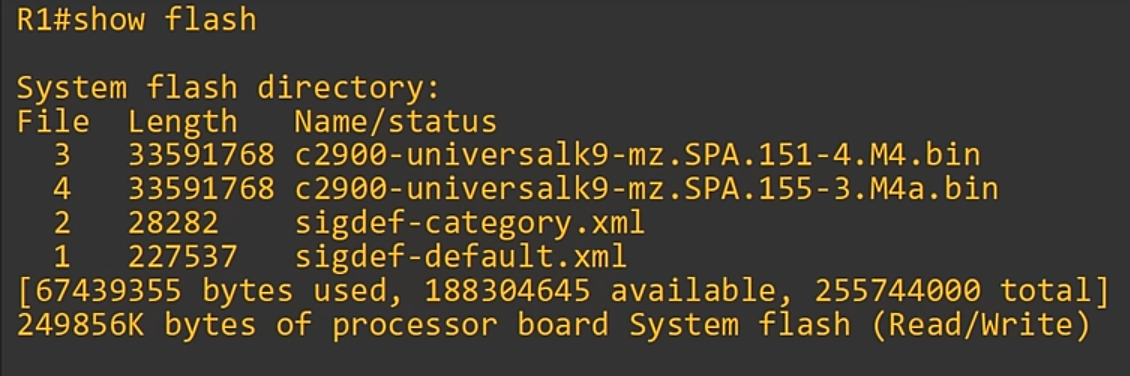 R1#show flash
System flash directory:
File  Length   Name/status
  3   33591768 c2900-universalk9-mz.SPA.151-4.M4.bin
  4   33591768 c2900-universalk9-mz.SPA.155-3.M4a.bin
  2   28282    sigdef-category.xml
  1   227537   sigdef-default.xml
[67439355 bytes used, 188304645 available, 255744000 total]
249856K bytes of processor board System flash (Read/Write)